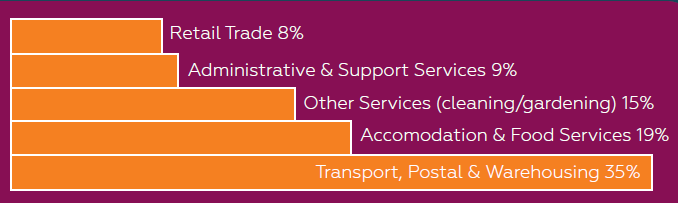 Retail Trade 8%
Administrative & Support Services 9%
Other Services (cleaning/gardening) 15%
Accomodation & Food Services 19%
Transport, Postal & Warehousing 35%